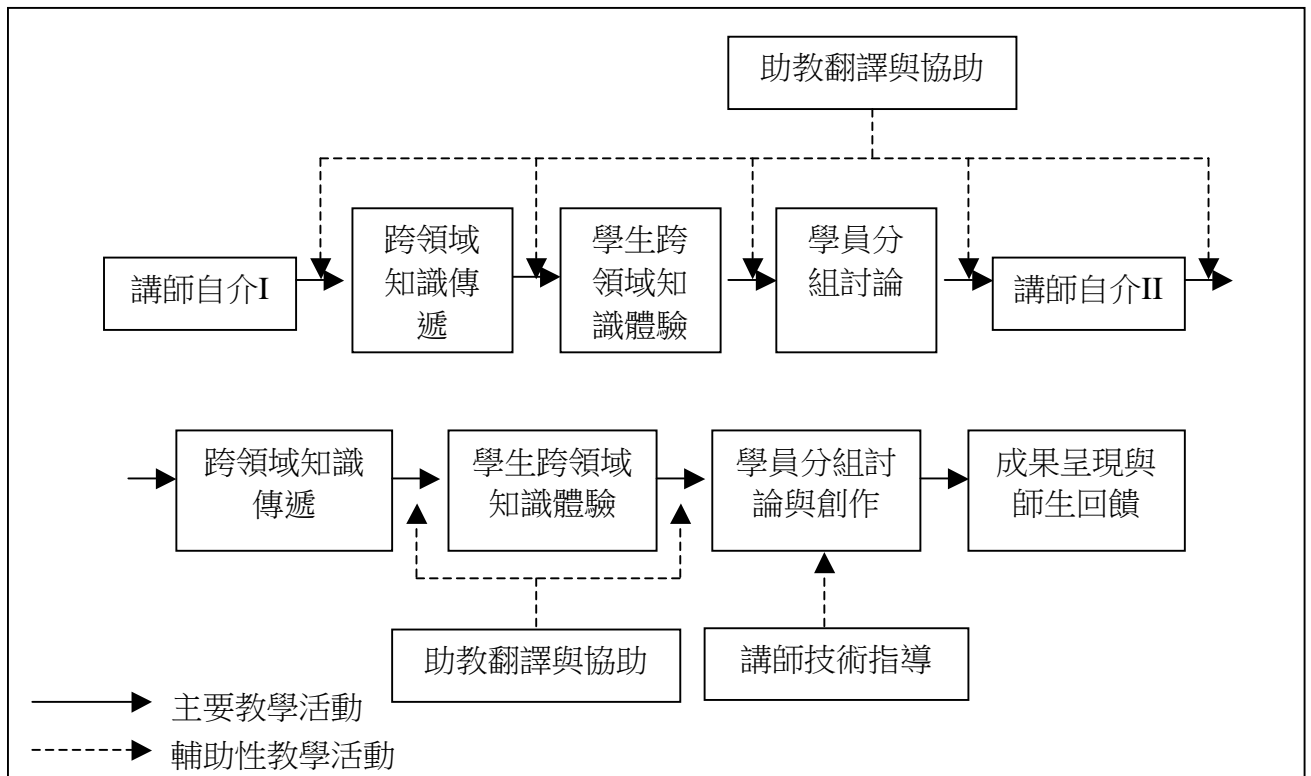 助教翻譯與協助
講師自介I
跨領域
知識傳
遞
學生跨
領域知
識體驗
學員分
組討論
講師自介II
跨領域知識
傳遞
學生跨領域
知識體驗
學員分組討
論與創作
成果呈現與
師生回饋
助教翻譯與協助
講師技術指導
主要教學活動
輔助性教學活動